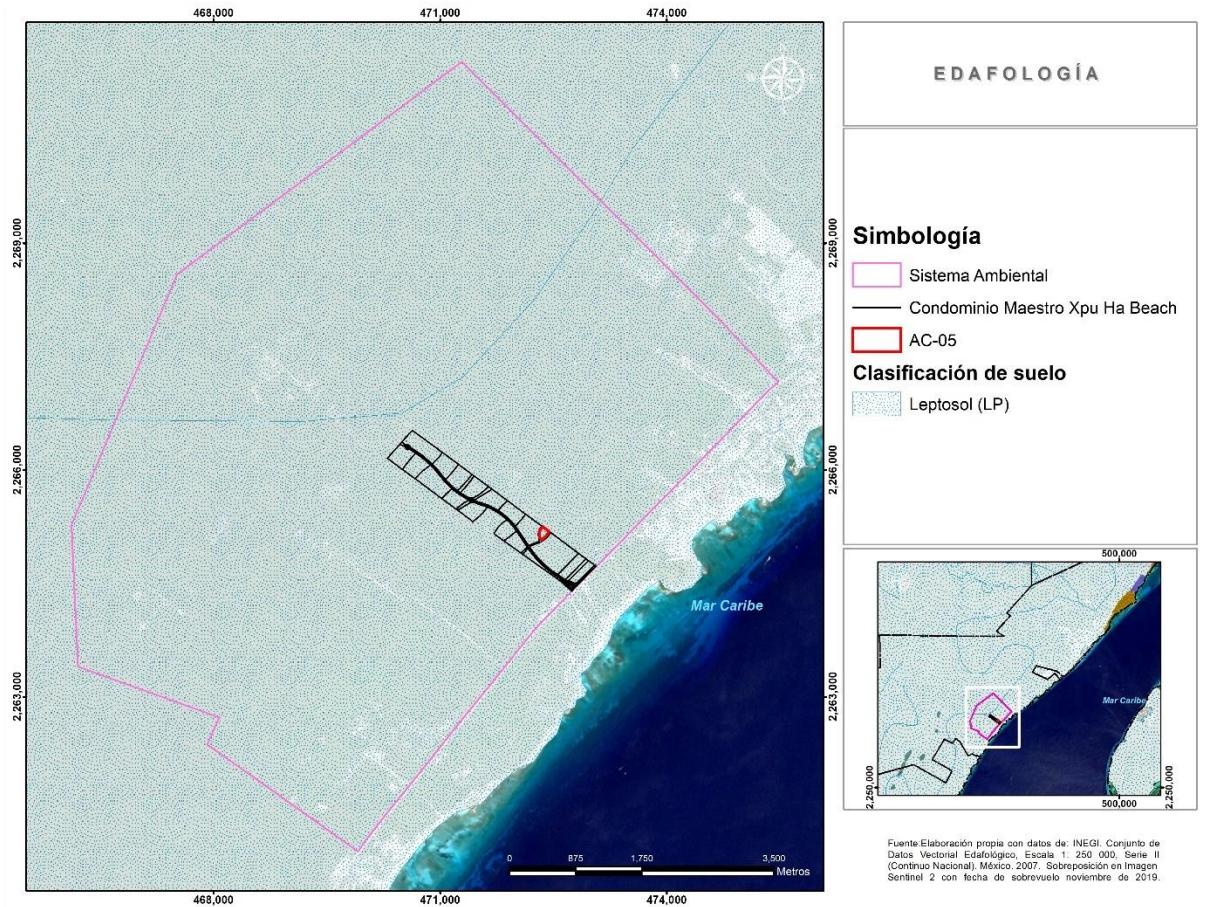 468,000
471,000
474,000
2,269,000
2,269,000
2,266,000
2,266,000
2,263,000
2,263,000
Mar Caribe
0
875
1,750
3,500
Metros
468,000
471,000
474,000
EDAFOLOGÍA
Simbología
Sistema Ambiental
Condominio Maestro Xpu Ha Beach
AC-05
Clasificación de suelo
Leptosol (LP)
500,000
Mar Caribe
2,250,000
2,250,000
500,000
Fuente:Elaboración propia con datos de: INEGI. Conjunto de
Datos Vectorial Edafológico, Escala 1: 250 000, Serie II
(Continuo Nacional). México. 2007. Sobreposición en Imagen
Sentinel 2 con fecha de sobrevuelo noviembre de 2019.